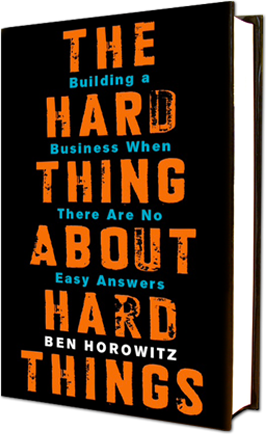 THE
Building a
HARD
Business When
THING
There Are No
ABOUT
Easy Answers
HARD
BEN HOROWITZ
THINGS